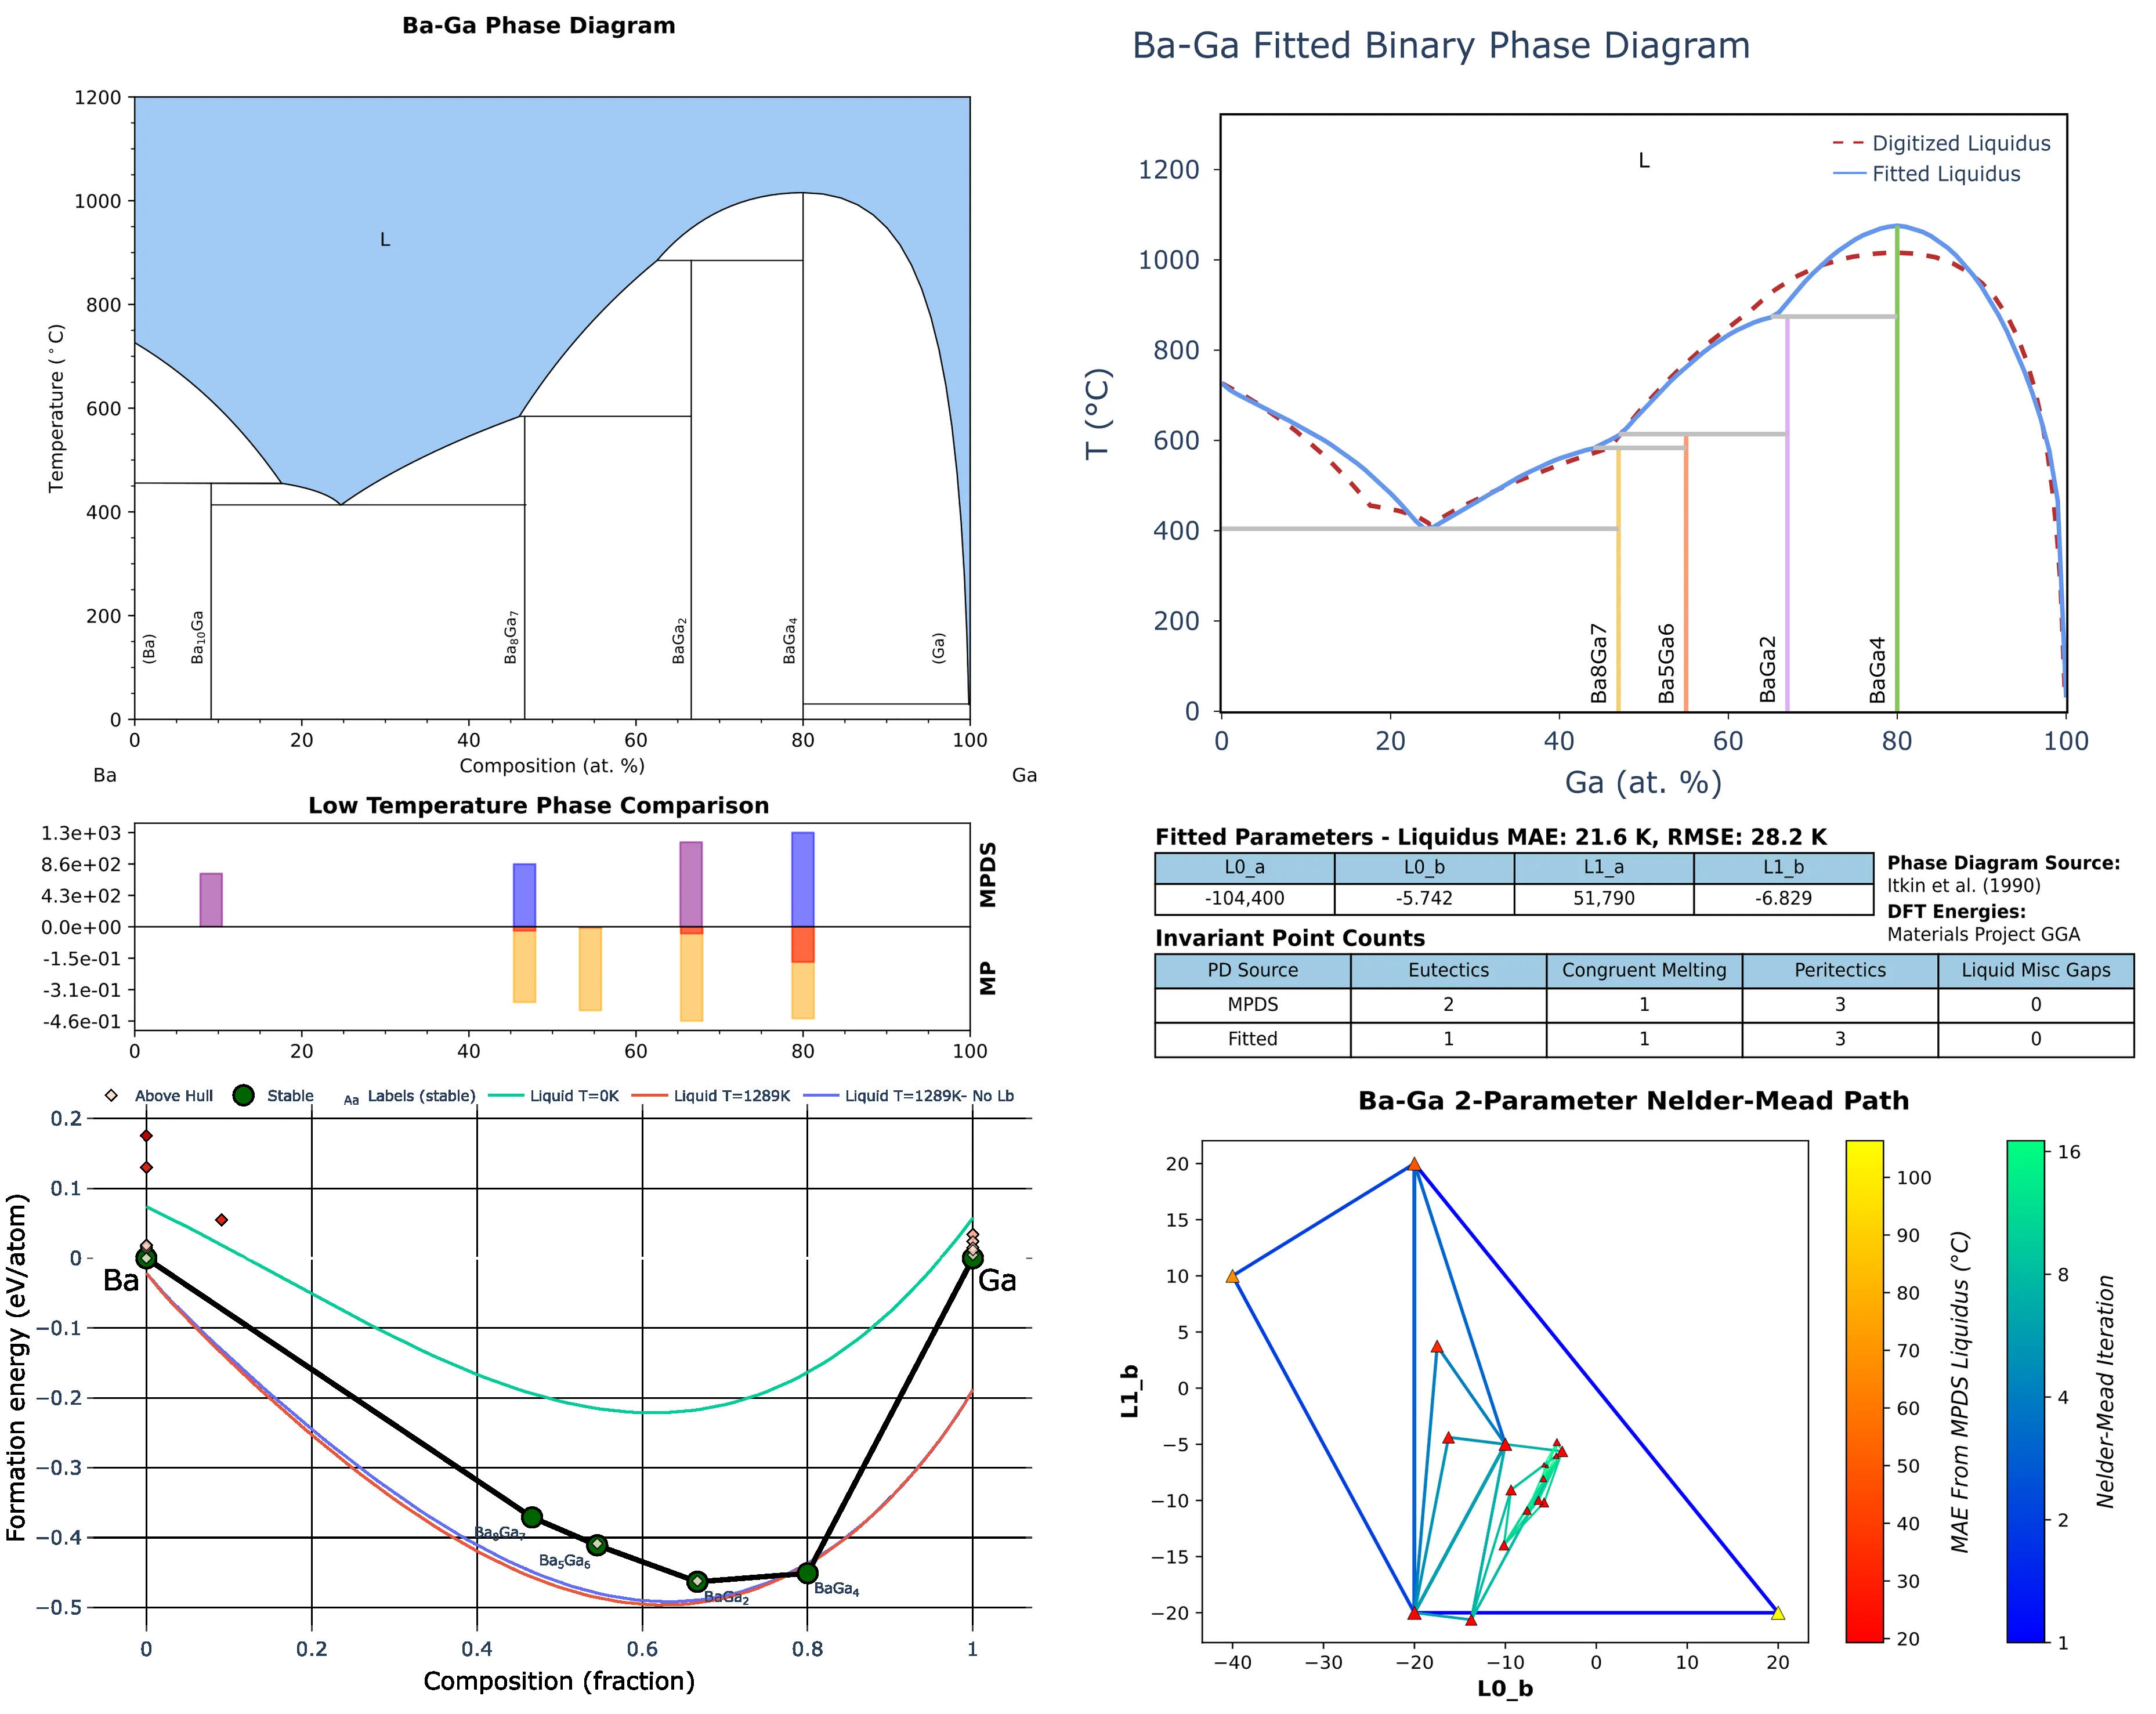 Ba-Ga Phase Diagram
1200
1000
800
600
400
200
0
Temperature (°C)
L
(Ba)
Ba10Ga
Ba8Ga7
BaGa2
BaGa4
(Ga)
0 20 40 60 80 100
Composition (at. %)
Ba Ga
Ba-Ga Fitted Binary Phase Diagram
1200
1000
800
600
400
200
0
T (°C)
L
Digitized Liquidus
Fitted Liquidus
Ba8Ga7
Ba5Ga6
BaGa2
BaGa4
0 20 40 60 80 100
Ga (at. %)
Low Temperature Phase Comparison
1.3e+03
8.6e+02
4.3e+02
0.0e+00
-1.5e-01
-3.1e-01
-4.6e-01
MPDS
MP
0 20 40 60 80 100
Fitted Parameters - Liquidus MAE: 21.6 K, RMSE: 28.2 K
L0_a L0_b L1_a L1_b
-104,400 -5.742 51,790 -6.829
Phase Diagram Source:
Itkin et al. (1990)
DFT Energies:
Materials Project GGA
Invariant Point Counts
PD Source Eutectics Congruent Melting Peritectics Liquid Misc Gaps
MPDS 2 1 3 0
Fitted 1 1 3 0
Above Hull Stable Aa Labels (stable) Liquid T=0K Liquid T=1289K Liquid T=1289K- No Lb
0.2
0.1
0
−0.1
−0.2
−0.3
−0.4
−0.5
Formation energy (eV/atom)
Ba
Ga
Ba8Ga7
Ba5Ga6
BaGa2
BaGa4
0 0.2 0.4 0.6 0.8 1
Composition (fraction)
Ba-Ga 2-Parameter Nelder-Mead Path
20
15
10
5
0
−5
−10
−15
−20
L1_b
−40 −30 −20 −10 0 10 20
L0_b
100
90
80
70
60
50
40
30
20
MAE From MPDS Liquidus (°C)
16
8
4
2
1
Nelder-Mead Iteration